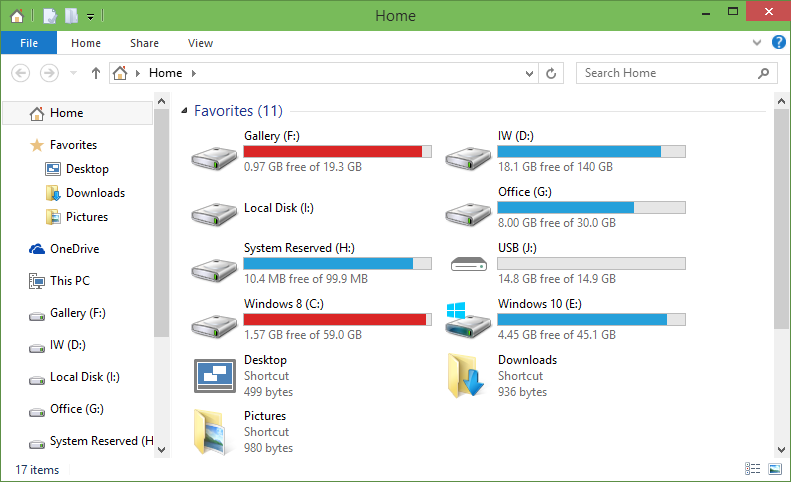 Home
File
Home
Share
View
Home
Search Home
Home
Favorites
Desktop
Downloads
Pictures
OneDrive
This PC
Gallery (F:)
IW (D:)
Local Disk (I:)
Office (G:)
System Reserved (H
Favorites (11)
Gallery (F:)
0.97 GB free of 19.3 GB
IW (D:)
18.1 GB free of 140 GB
Local Disk (I:)
Office (G:)
8.00 GB free of 30.0 GB
System Reserved (H:)
10.4 MB free of 99.9 MB
USB (J:)
14.8 GB free of 14.9 GB
Windows 8 (C:)
1.57 GB free of 59.0 GB
Windows 10 (E:)
4.45 GB free of 45.1 GB
Desktop
Shortcut
499 bytes
Downloads
Shortcut
936 bytes
Pictures
Shortcut
980 bytes
17 items